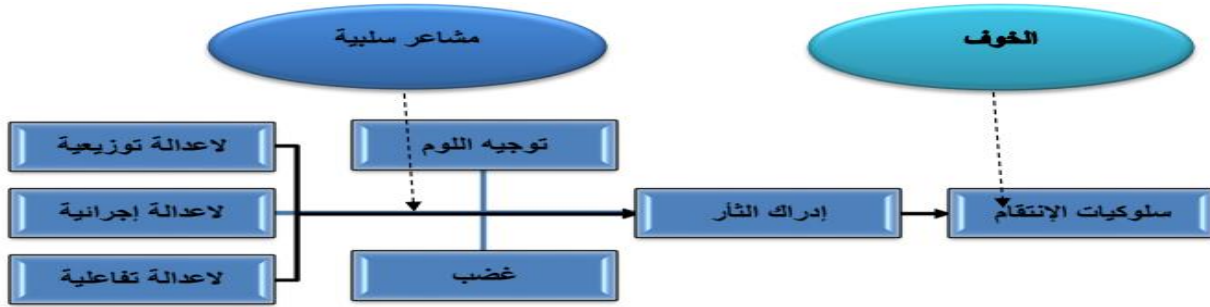 مشاعر سلبية
الخوف
لاعدالة توزيعية
توجيه اللوم
لاعدالة إجرائية
إدراك الثأر
سلوكيات الإنتقام
لاعدالة تفاعلية
غضب